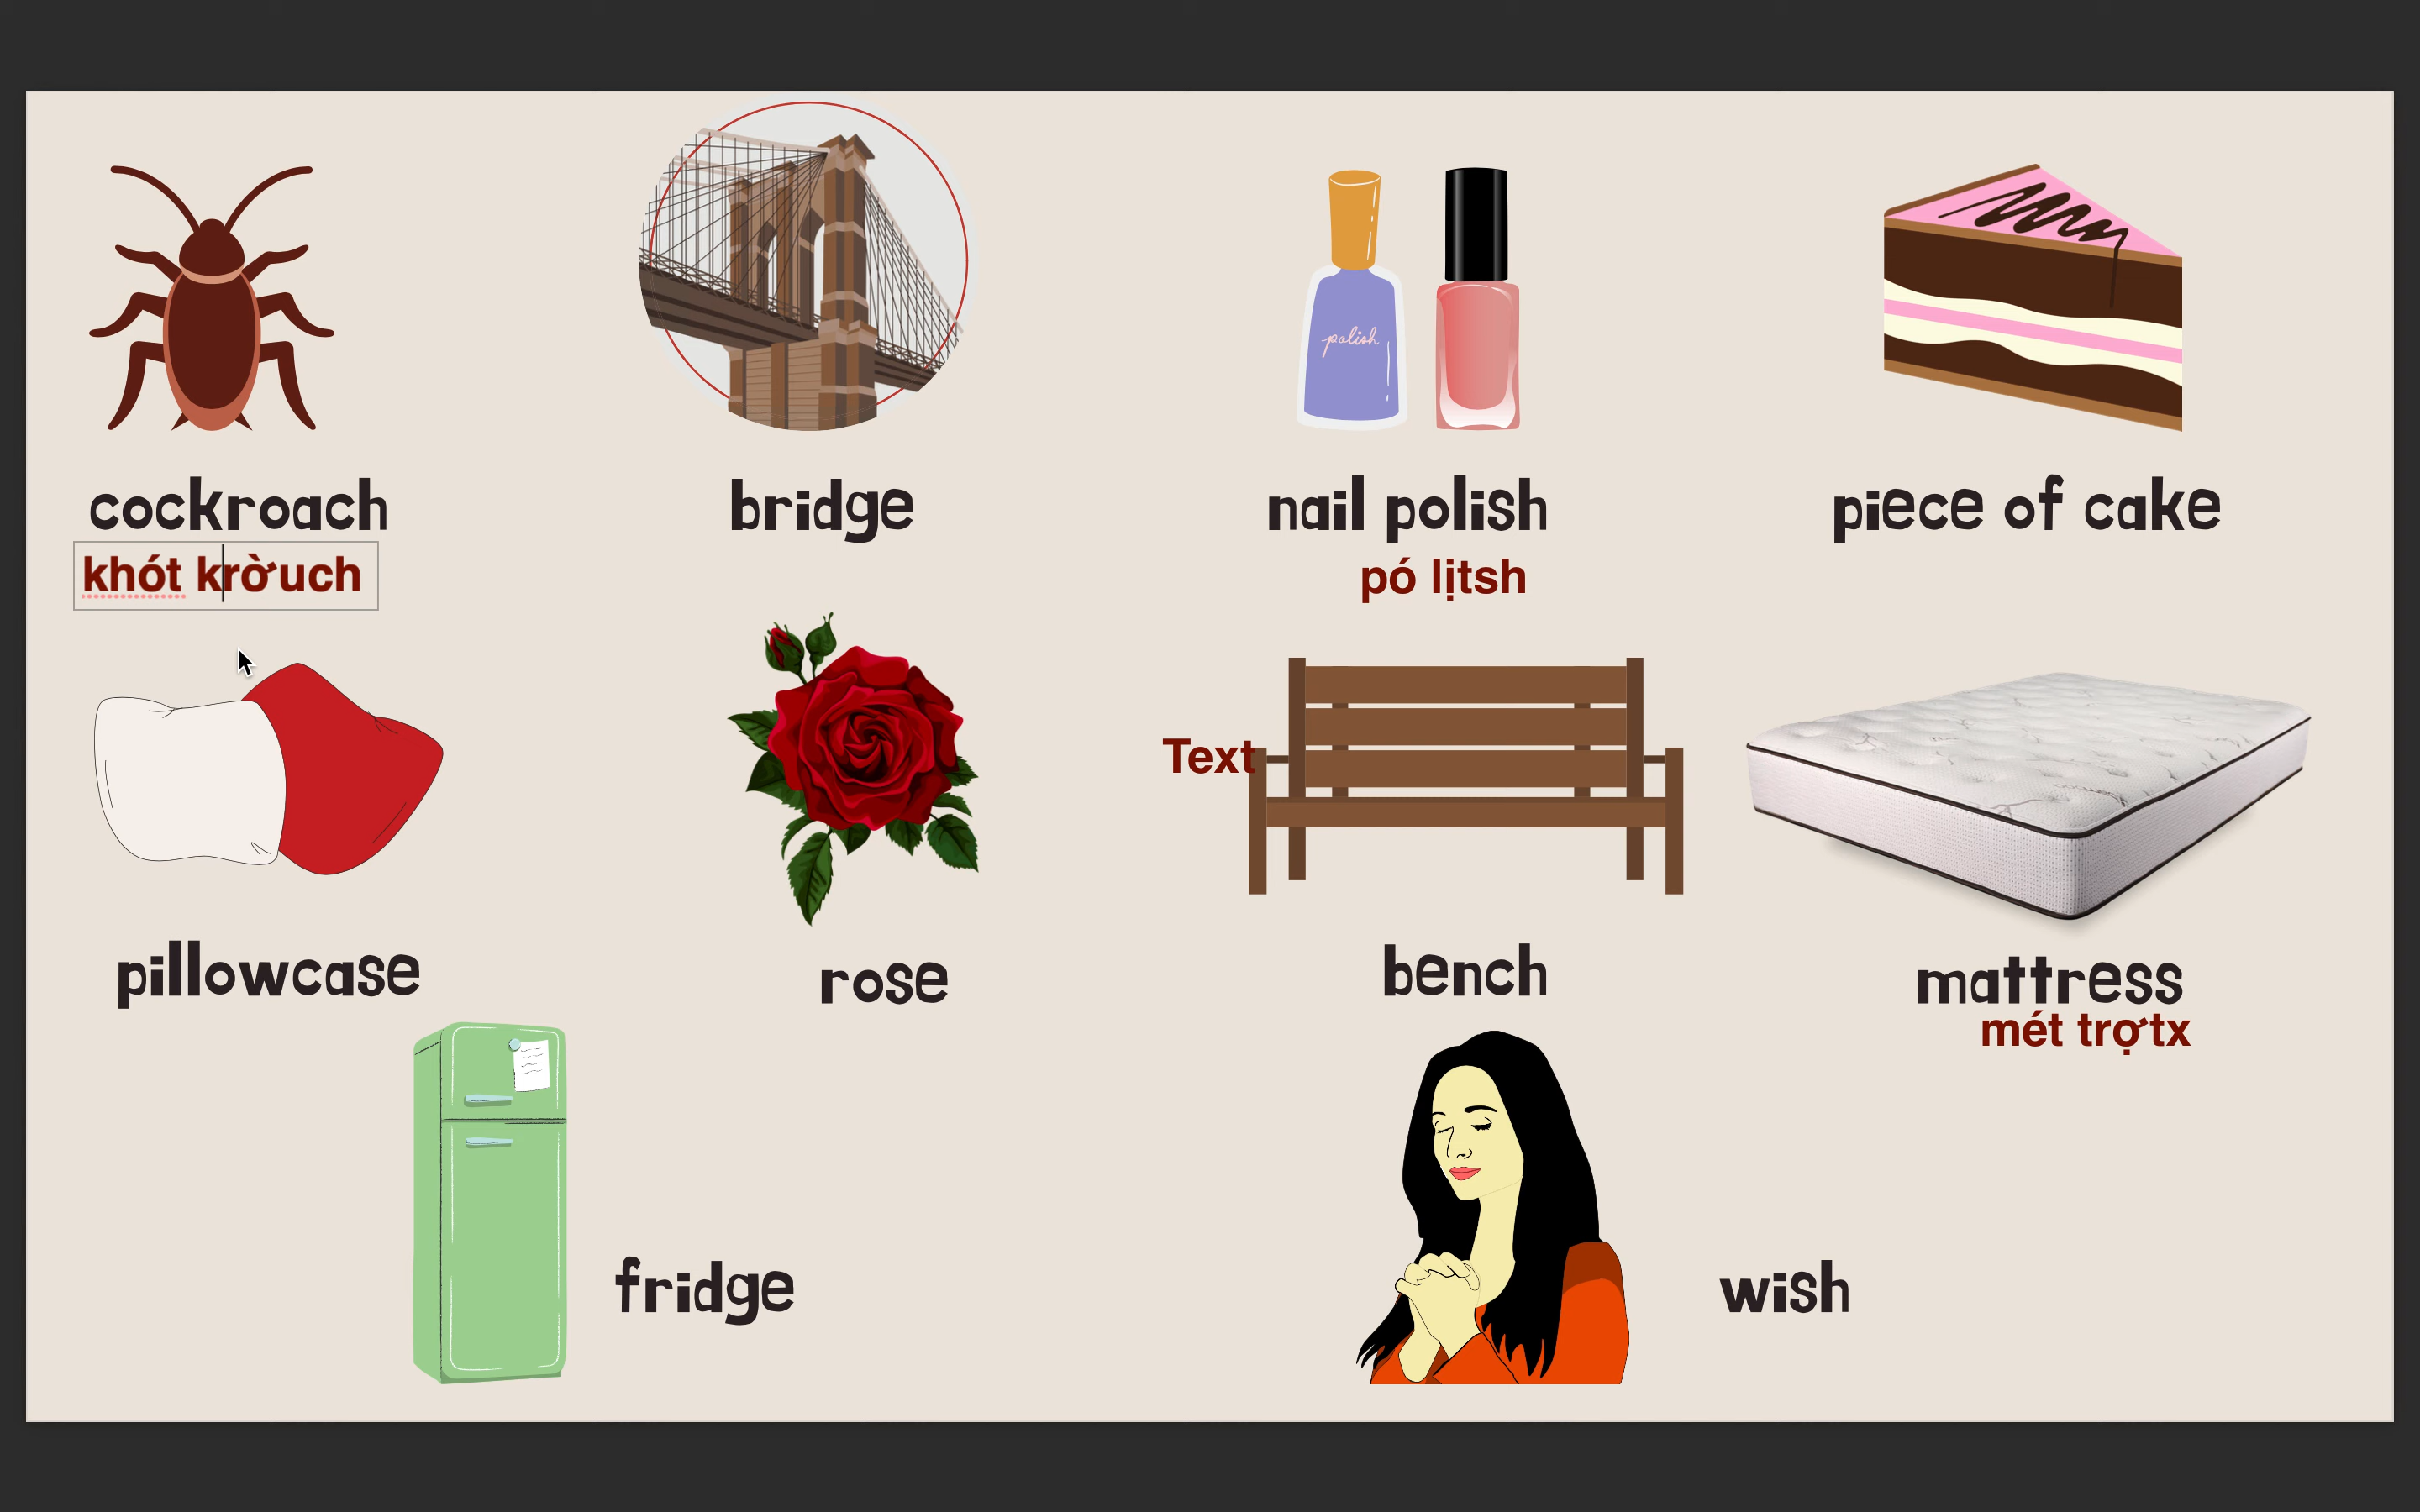 polish
cockroach
bridge
nail polish
piece of cake
khót krờuch
pó lịtsh
Text
pillowcase
rose
bench
mattress
mét trợtx
fridge
wish